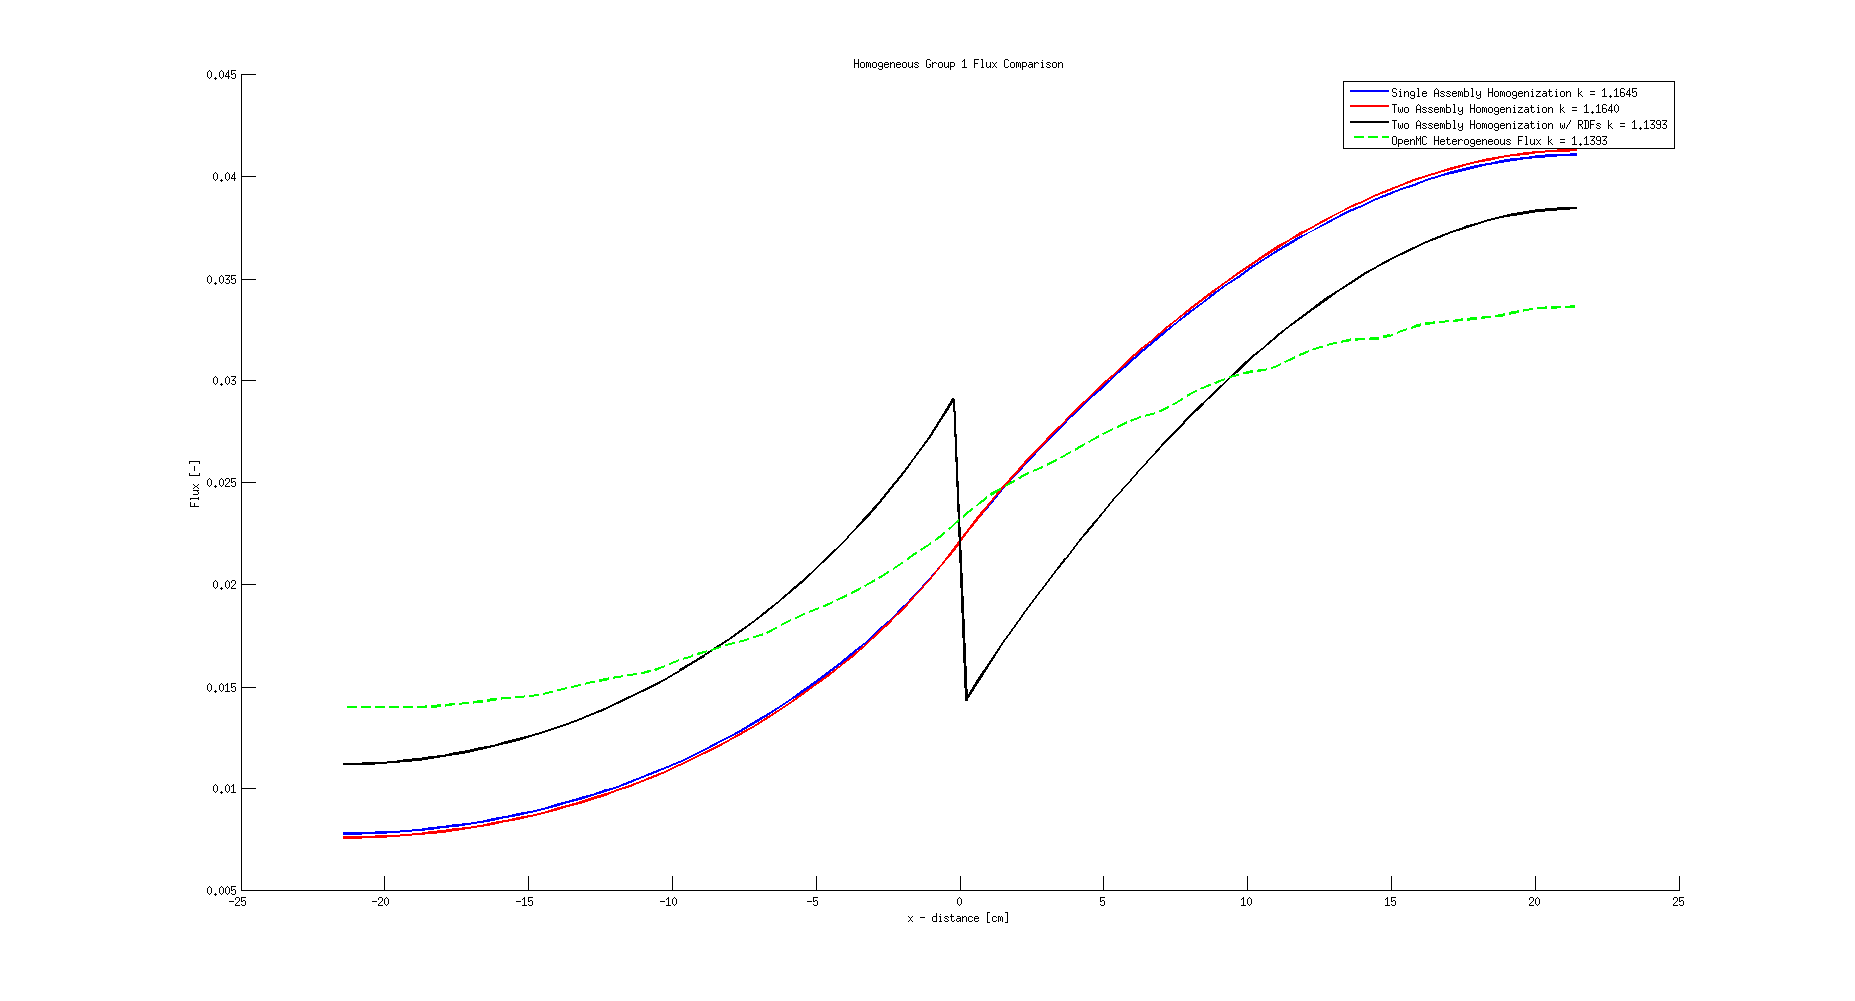 Homogeneous Group 1 Flux Comparison
0.045
Single Assembly Homogenization k = 1.1645
Two Assembly Homogenization k = 1.1640
Two Assembly Homogenization w/ RDFs k = 1.1393
OpenMC Heterogeneous Flux k = 1.1393
0.04
0.035
0.03
0.025
Flux [-]
0.02
0.015
0.01
0.005
-25 -20 -15 -10 -5 0 5 10 15 20 25
x - distance [cm]